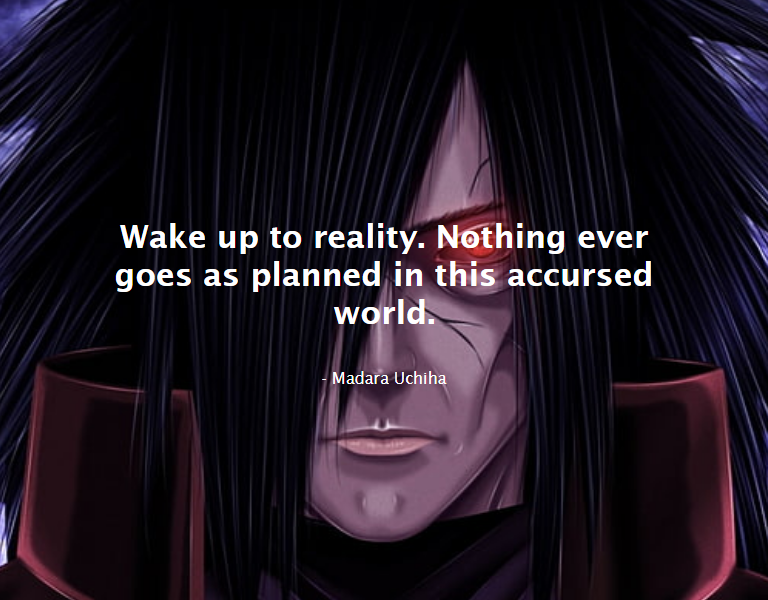 Wake up to reality. Nothing ever
goes as planned in this accursed
world.
- Madara Uchiha